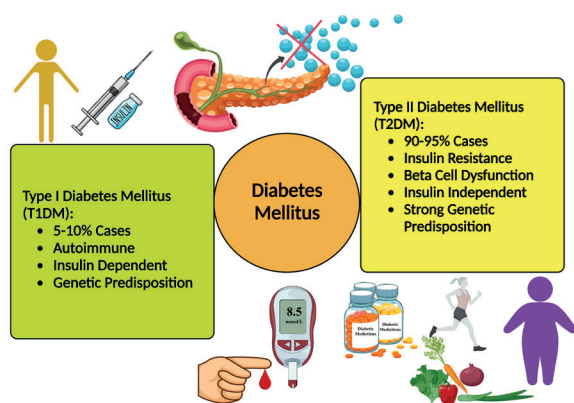 INSULIN
Type I Diabetes Mellitus
(T1DM):
• 5-10% Cases
• Autoimmune
• Insulin Dependent
• Genetic Predisposition
Diabetes
Mellitus
Type II Diabetes Mellitus
(T2DM):
• 90-95% Cases
• Insulin Resistance
• Beta Cell Dysfunction
• Insulin Independent
• Strong Genetic
Predisposition
8.5
mmol/L
Diabetic
Medictions
Diabetic
Medictions